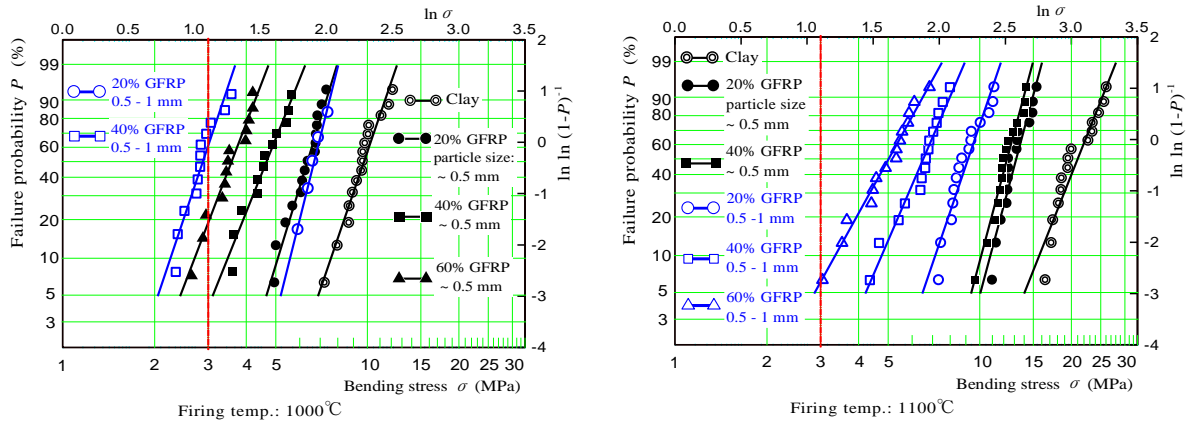 ln σ
0.0 0.5 1.0 1.5 2.0 2.5 3.0 3.5
Failure probability P (%)
99
90
80
60
40
20
10
5
3
2
1
0
-1
-2
-3
-4
ln ln (1-P)⁻¹
20% GFRP
0.5 - 1 mm
40% GFRP
0.5 - 1 mm
Clay
20% GFRP
particle size:
~ 0.5 mm
40% GFRP
~ 0.5 mm
60% GFRP
~ 0.5 mm
1 2 3 5 10 15 20 25 30
Bending stress σ (MPa)
Firing temp.: 1000℃
ln σ
0.0 0.5 1.0 1.5 2.0 2.5 3.0 3.5
Failure probability P (%)
99
90
80
60
40
20
10
5
3
2
1
0
-1
-2
-3
-4
ln ln (1-P)⁻¹
Clay
20% GFRP
particle size
~ 0.5 mm
40% GFRP
~ 0.5 mm
20% GFRP
0.5 -1 mm
40% GFRP
0.5 - 1 mm
60% GFRP
0.5 - 1 mm
1 2 3 5 10 15 20 25 30
Bending stress σ (MPa)
Firing temp.: 1100℃